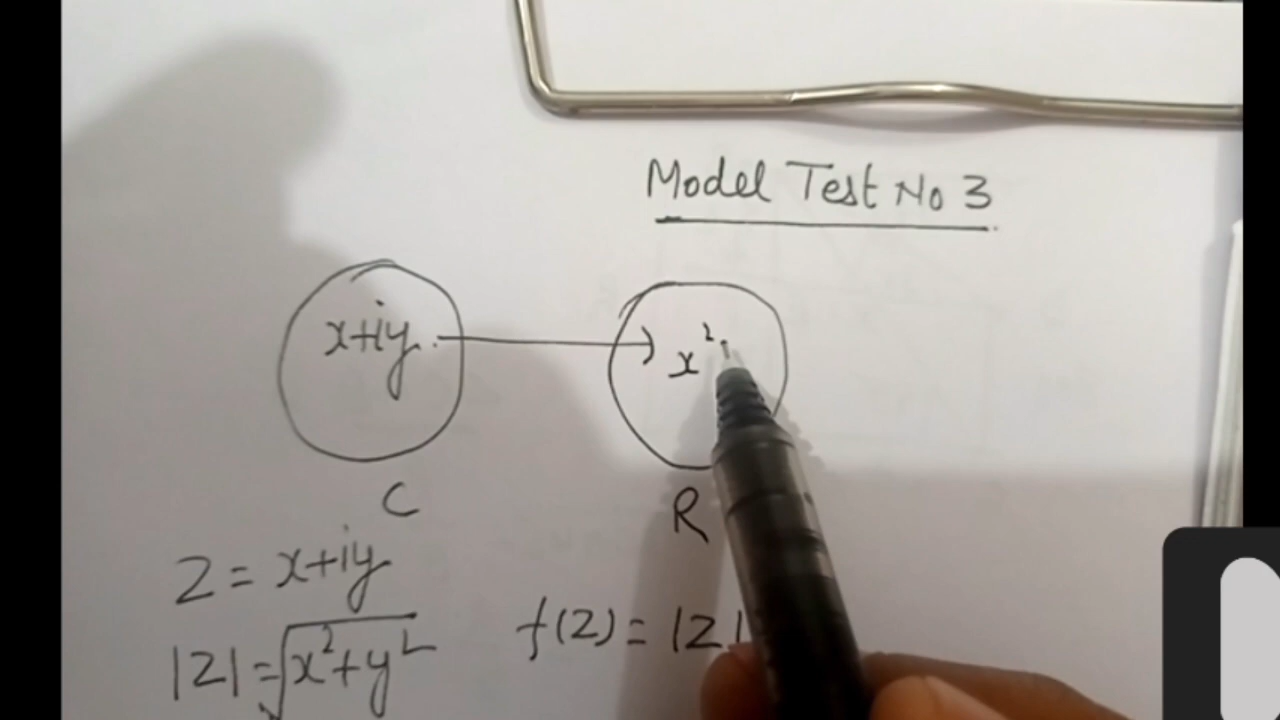 Model Test No 3
x+iy
x²
C
R
Z = x+iy
|Z| = √x²+y²
f(Z) = |Z|